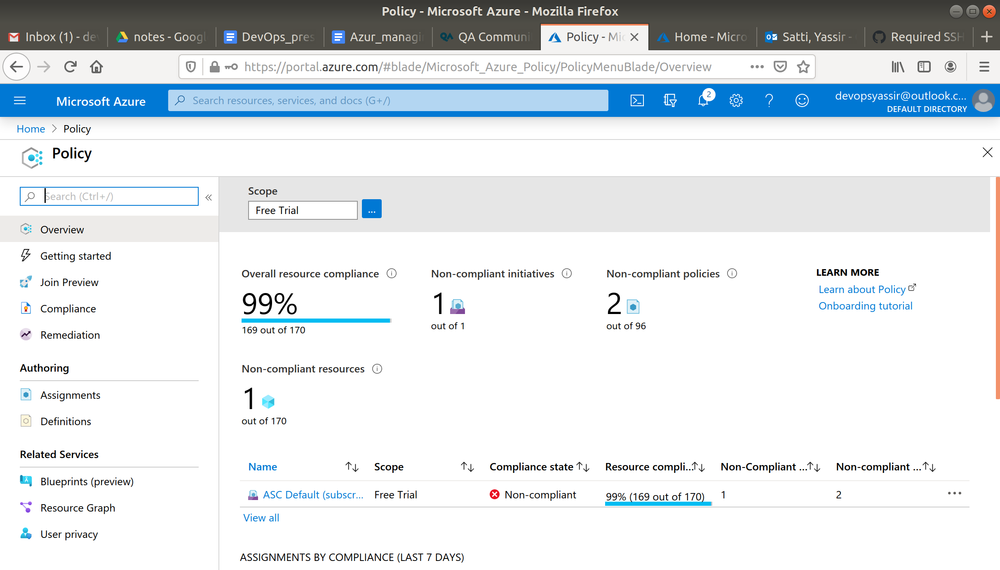 Policy - Microsoft Azure - Mozilla Firefox
Inbox (1) - dev
notes - Googl
DevOps_pres
Azur_managi
QA Communi
Policy - Mic
Home - Micro
Satti, Yassir -
Required SSH
https://portal.azure.com/#blade/Microsoft_Azure_Policy/PolicyMenuBlade/Overview
Microsoft Azure
Search resources, services, and docs (G+/)
2
devopsyassir@outlook.c...
DEFAULT DIRECTORY
Home > Policy
Policy
Search (Ctrl+/)
Overview
Getting started
Join Preview
Compliance
Remediation
Authoring
Assignments
Definitions
Related Services
Blueprints (preview)
Resource Graph
User privacy
Scope
Free Trial
...
Overall resource compliance
99%
169 out of 170
Non-compliant initiatives
1
out of 1
Non-compliant policies
2
out of 96
LEARN MORE
Learn about Policy
Onboarding tutorial
Non-compliant resources
1
out of 170
Name Scope Compliance state Resource compli... Non-Compliant ... Non-compliant ...
ASC Default (subscr... Free Trial Non-compliant 99% (169 out of 170) 1 2
View all
ASSIGNMENTS BY COMPLIANCE (LAST 7 DAYS)